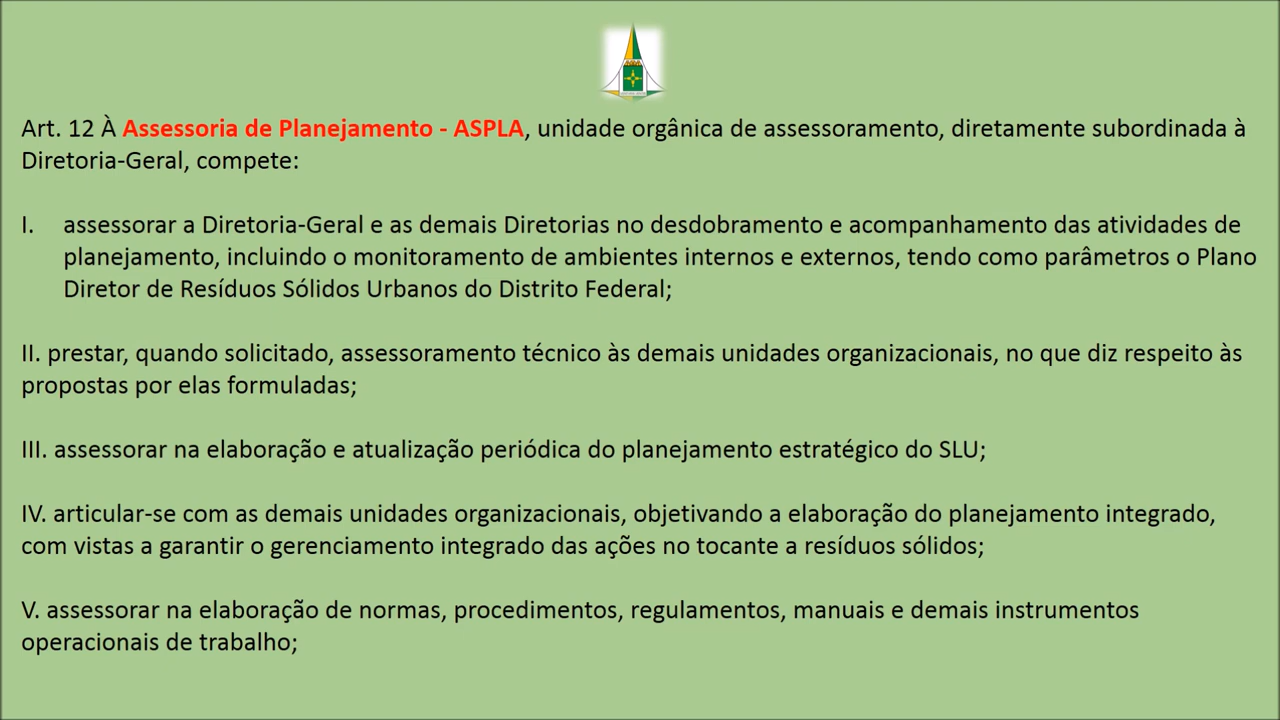 Art. 12 À Assessoria de Planejamento - ASPLA, unidade orgânica de assessoramento, diretamente subordinada à
Diretoria-Geral, compete:
I. assessorar a Diretoria-Geral e as demais Diretorias no desdobramento e acompanhamento das atividades de
planejamento, incluindo o monitoramento de ambientes internos e externos, tendo como parâmetros o Plano
Diretor de Resíduos Sólidos Urbanos do Distrito Federal;
II. prestar, quando solicitado, assessoramento técnico às demais unidades organizacionais, no que diz respeito às
propostas por elas formuladas;
III. assessorar na elaboração e atualização periódica do planejamento estratégico do SLU;
IV. articular-se com as demais unidades organizacionais, objetivando a elaboração do planejamento integrado,
com vistas a garantir o gerenciamento integrado das ações no tocante a resíduos sólidos;
V. assessorar na elaboração de normas, procedimentos, regulamentos, manuais e demais instrumentos
operacionais de trabalho;